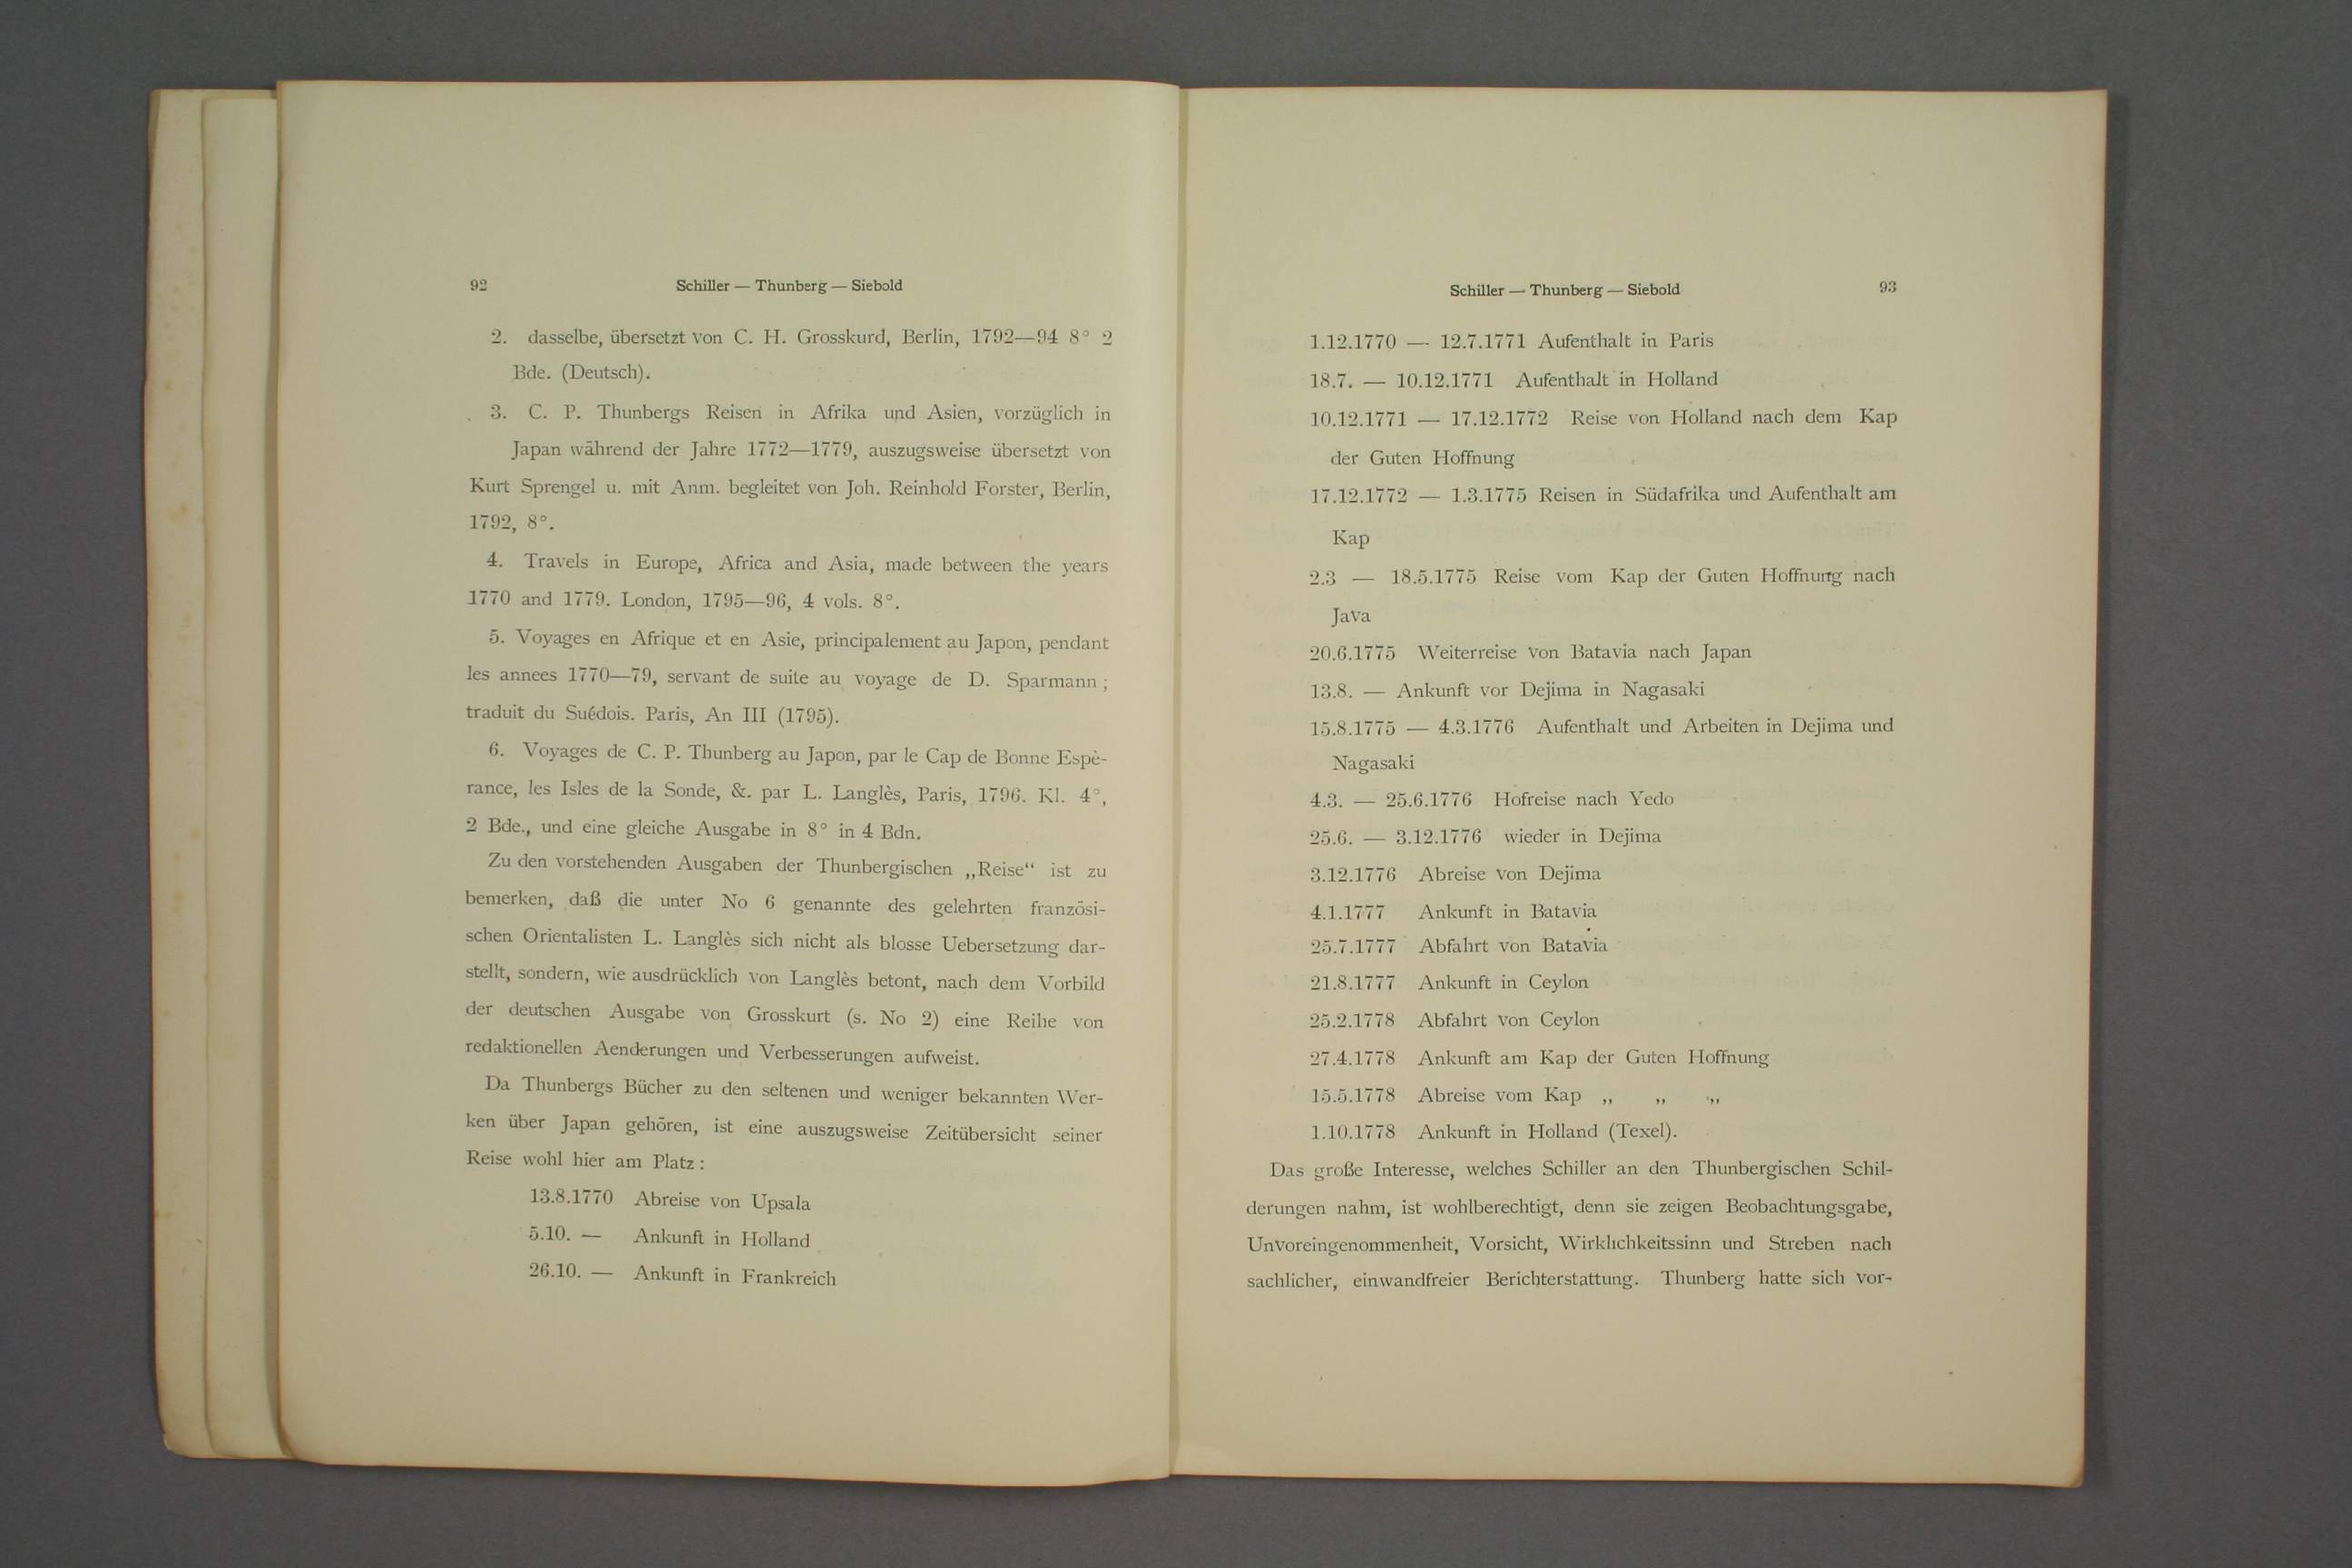 92
Schiller — Thunberg — Siebold
2. dasselbe, übersetzt von C. H. Grosskurd, Berlin, 1792—94 8° 2
Bde. (Deutsch).
3. C. P. Thunbergs Reisen in Afrika und Asien, vorzüglich in
Japan während der Jahre 1772—1779, auszugsweise übersetzt von
Kurt Sprengel u. mit Anm. begleitet von Joh. Reinhold Forster, Berlin,
1792, 8°.
4. Travels in Europe, Africa and Asia, made between the years
1770 and 1779. London, 1795—96, 4 vols. 8°.
5. Voyages en Afrique et en Asie, principalement au Japon, pendant
les annees 1770—79, servant de suite au voyage de D. Sparmann ;
traduit du Suédois. Paris, An III (1795).
6. Voyages de C. P. Thunberg au Japon, par le Cap de Bonne Espè-
rance, les Isles de la Sonde, &. par L. Langlès, Paris, 1796. Kl. 4°,
2 Bde., und eine gleiche Ausgabe in 8° in 4 Bdn.
Zu den vorstehenden Ausgaben der Thunbergischen „Reise“ ist zu
bemerken, daß die unter No 6 genannte des gelehrten französi-
schen Orientalisten L. Langlès sich nicht als blosse Uebersetzung dar-
stellt, sondern, wie ausdrücklich von Langlès betont, nach dem Vorbild
der deutschen Ausgabe von Grosskurt (s. No 2) eine Reihe von
redaktionellen Aenderungen und Verbesserungen aufweist.
Da Thunbergs Bücher zu den seltenen und weniger bekannten Wer-
ken über Japan gehören, ist eine auszugsweise Zeitübersicht seiner
Reise wohl hier am Platz :
13.8.1770 Abreise von Upsala
5.10. — Ankunft in Holland
26.10. — Ankunft in Frankreich
Schiller — Thunberg — Siebold
93
1.12.1770 — 12.7.1771 Aufenthalt in Paris
18.7. — 10.12.1771 Aufenthalt in Holland
10.12.1771 — 17.12.1772 Reise von Holland nach dem Kap
der Guten Hoffnung
17.12.1772 — 1.3.1775 Reisen in Südafrika und Aufenthalt am
Kap
2.3 — 18.5.1775 Reise vom Kap der Guten Hoffnung nach
Java
20.6.1775 Weiterreise von Batavia nach Japan
13.8. — Ankunft vor Dejima in Nagasaki
15.8.1775 — 4.3.1776 Aufenthalt und Arbeiten in Dejima und
Nagasaki
4.3. — 25.6.1776 Hofreise nach Yedo
25.6. — 3.12.1776 wieder in Dejima
3.12.1776 Abreise von Dejima
4.1.1777 Ankunft in Batavia
25.7.1777 Abfahrt von Batavia
21.8.1777 Ankunft in Ceylon
25.2.1778 Abfahrt von Ceylon
27.4.1778 Ankunft am Kap der Guten Hoffnung
15.5.1778 Abreise vom Kap „ „ „
1.10.1778 Ankunft in Holland (Texel).
Das große Interesse, welches Schiller an den Thunbergischen Schil-
derungen nahm, ist wohlberechtigt, denn sie zeigen Beobachtungsgabe,
Unvoreingenommenheit, Vorsicht, Wirklichkeitssinn und Streben nach
sachlicher, einwandfreier Berichterstattung. Thunberg hatte sich vor-